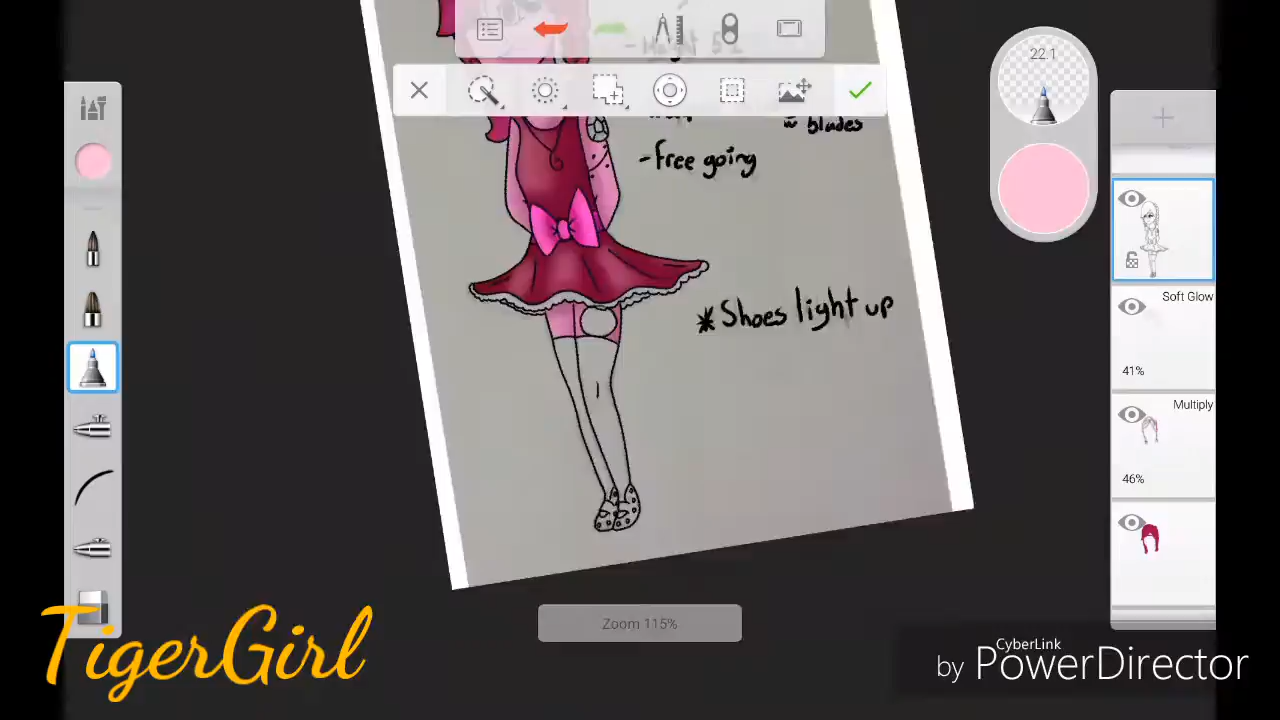 22.1
w blades
-free going
Soft Glow
*Shoes light up
41%
Multiply
46%
Zoom 115%
TigerGirl
CyberLink
by PowerDirector